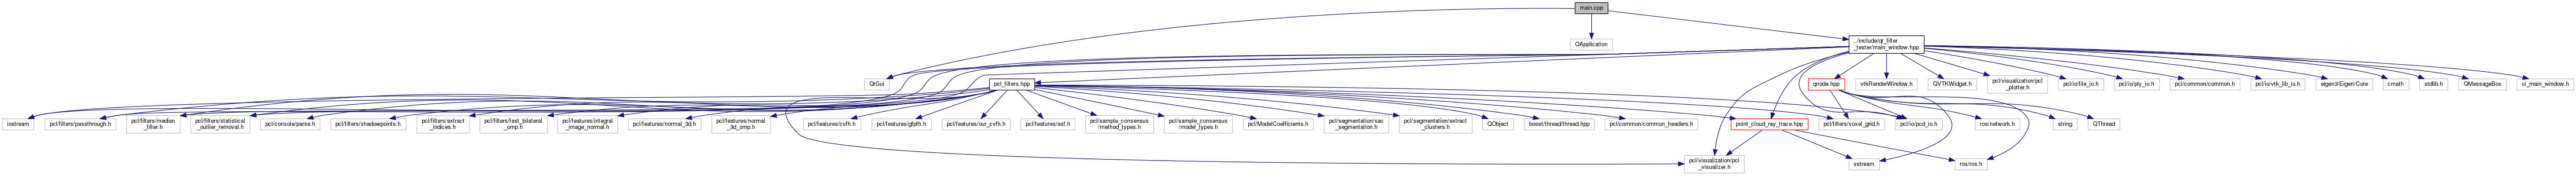 main.cpp
QtGui
QApplication
../include/qt_filter
_tester/main_window.hpp
pcl_filters.hpp
qnode.hpp
vtkRenderWindow.h
QVTKWidget.h
pcl/visualization/pcl
_plotter.h
pcl/io/file_io.h
pcl/io/ply_io.h
pcl/common/common.h
pcl/io/vtk_lib_io.h
eigen3/Eigen/Core
cmath
stdlib.h
QMessageBox
ui_main_window.h
iostream
pcl/filters/passthrough.h
pcl/filters/median
_filter.h
pcl/filters/statistical
_outlier_removal.h
pcl/console/parse.h
pcl/filters/shadowpoints.h
pcl/filters/extract
_indices.h
pcl/filters/fast_bilateral
_omp.h
pcl/features/integral
_image_normal.h
pcl/features/normal_3d.h
pcl/features/normal
_3d_omp.h
pcl/features/cvfh.h
pcl/features/gfpfh.h
pcl/features/our_cvfh.h
pcl/features/esf.h
pcl/sample_consensus
/method_types.h
pcl/sample_consensus
/model_types.h
pcl/ModelCoefficients.h
pcl/segmentation/sac
_segmentation.h
pcl/segmentation/extract
_clusters.h
QObject
boost/thread/thread.hpp
pcl/common/common_headers.h
point_cloud_ray_trace.hpp
pcl/filters/voxel_grid.h
pcl/io/pcd_io.h
ros/network.h
string
QThread
pcl/visualization/pcl
_visualizer.h
sstream
ros/ros.h